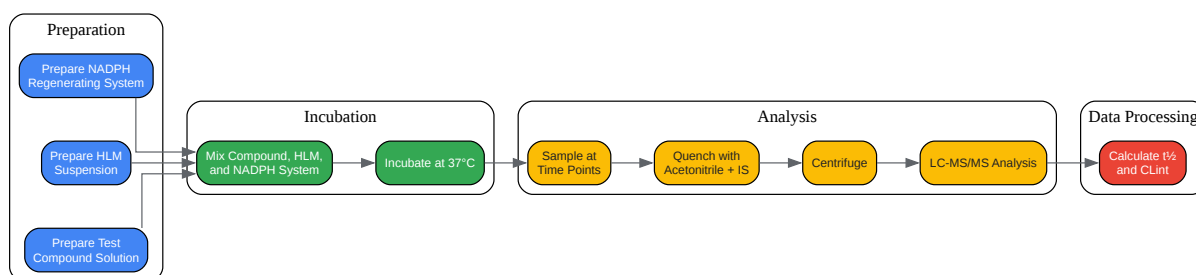 Preparation
Prepare NADPH
Regenerating System
Prepare HLM
Suspension
Prepare Test
Compound Solution
Incubation
Mix Compound, HLM,
and NADPH System
Incubate at 37°C
Analysis
Sample at
Time Points
Quench with
Acetonitrile + IS
Centrifuge
LC-MS/MS Analysis
Data Processing
Calculate t½
and CLint